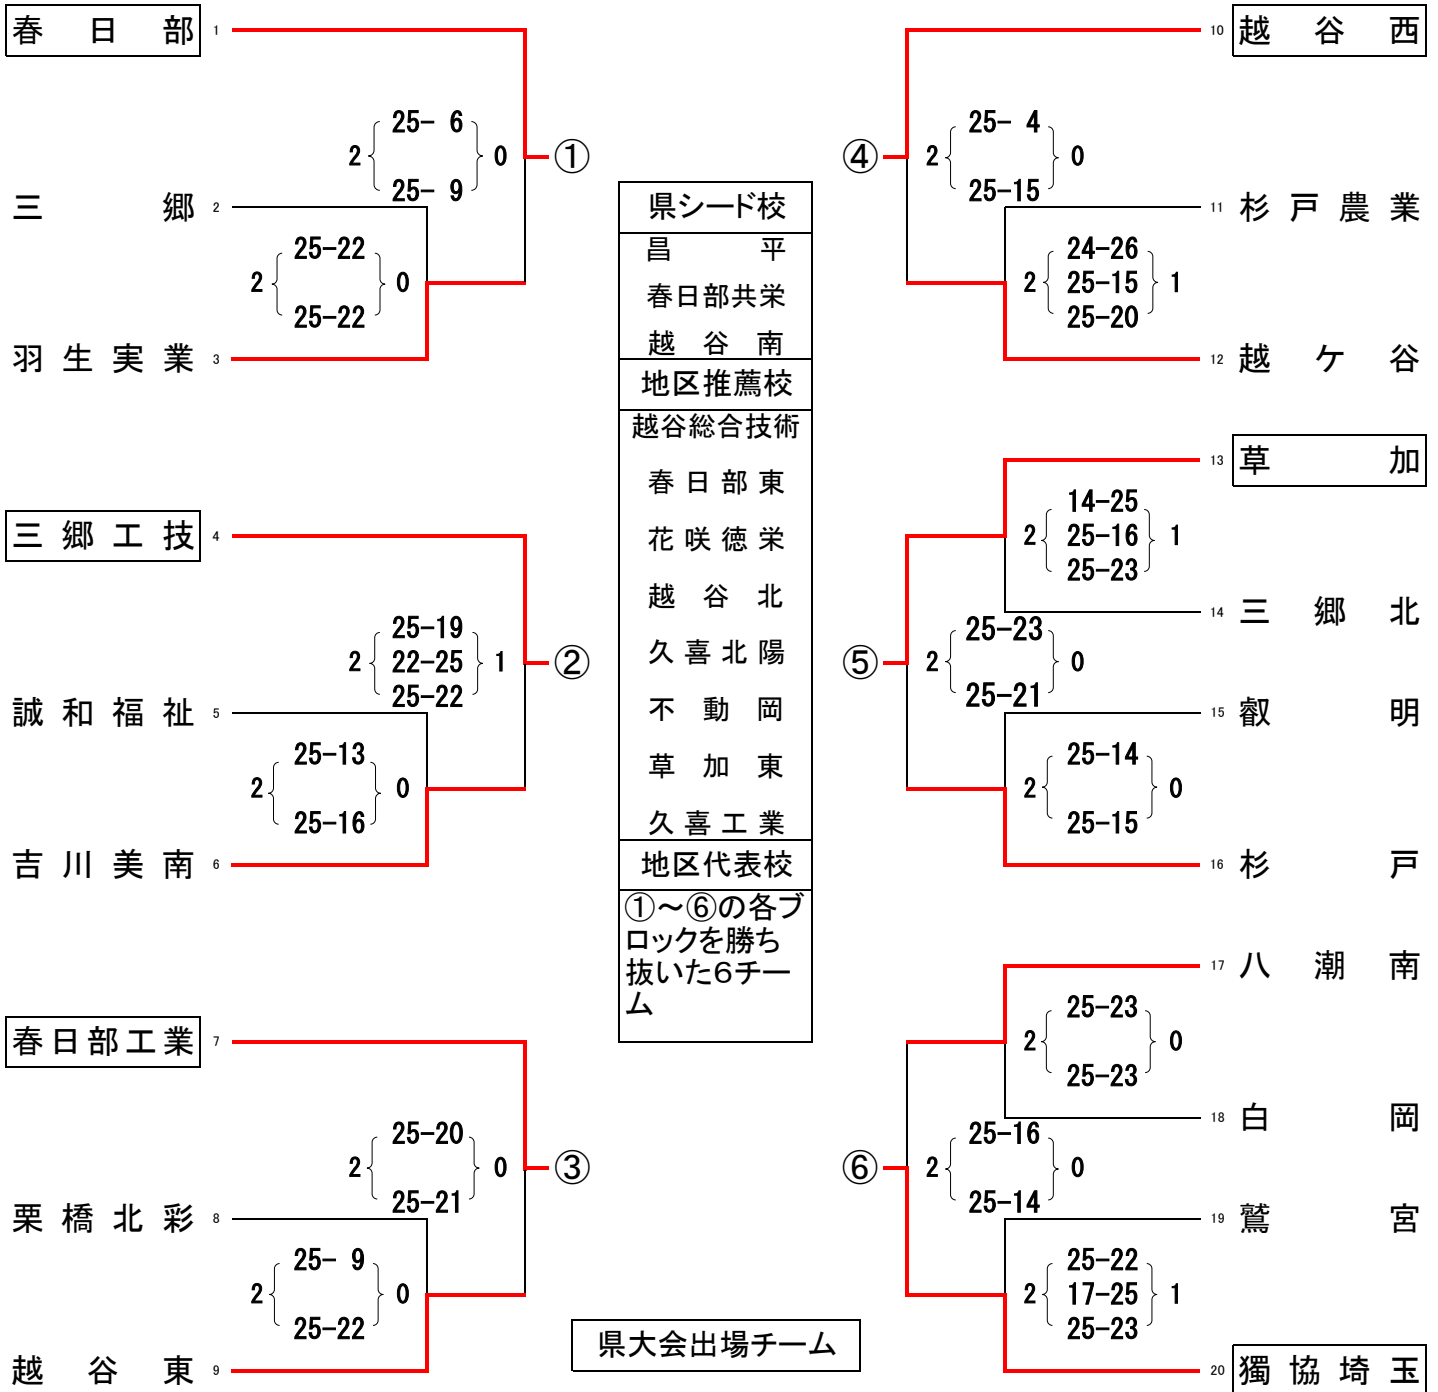 春日部 1
25- 6
2 0
25- 9
①
三郷 2
25-22
2 0
25-22
羽生実業 3
三郷工技 4
25-19
2 22-25 1
25-22
②
誠和福祉 5
25-13
2 0
25-16
吉川美南 6
春日部工業 7
25-20
2 0
25-21
③
栗橋北彩 8
25- 9
2 0
25-22
越谷東 9
県シード校
昌平
春日部共栄
越谷南
地区推薦校
越谷総合技術
春日部東
花咲徳栄
越谷北
久喜北陽
不動岡
草加東
久喜工業
地区代表校
①～⑥の各ブ
ロックを勝ち
抜いた６チー
ム
県大会出場チーム
10 越谷西
25- 4
④ 2 0
25-15
11 杉戸農業
24-26
2 25-15 1
25-20
12 越ケ谷
13 草加
14-25
2 25-16 1
25-23
14 三郷北
25-23
⑤ 2 0
25-21
15 叡明
25-14
2 0
25-15
16 杉戸
17 八潮南
25-23
2 0
25-23
18 白岡
25-16
⑥ 2 0
25-14
19 鷲宮
25-22
2 17-25 1
25-23
20 獨協埼玉